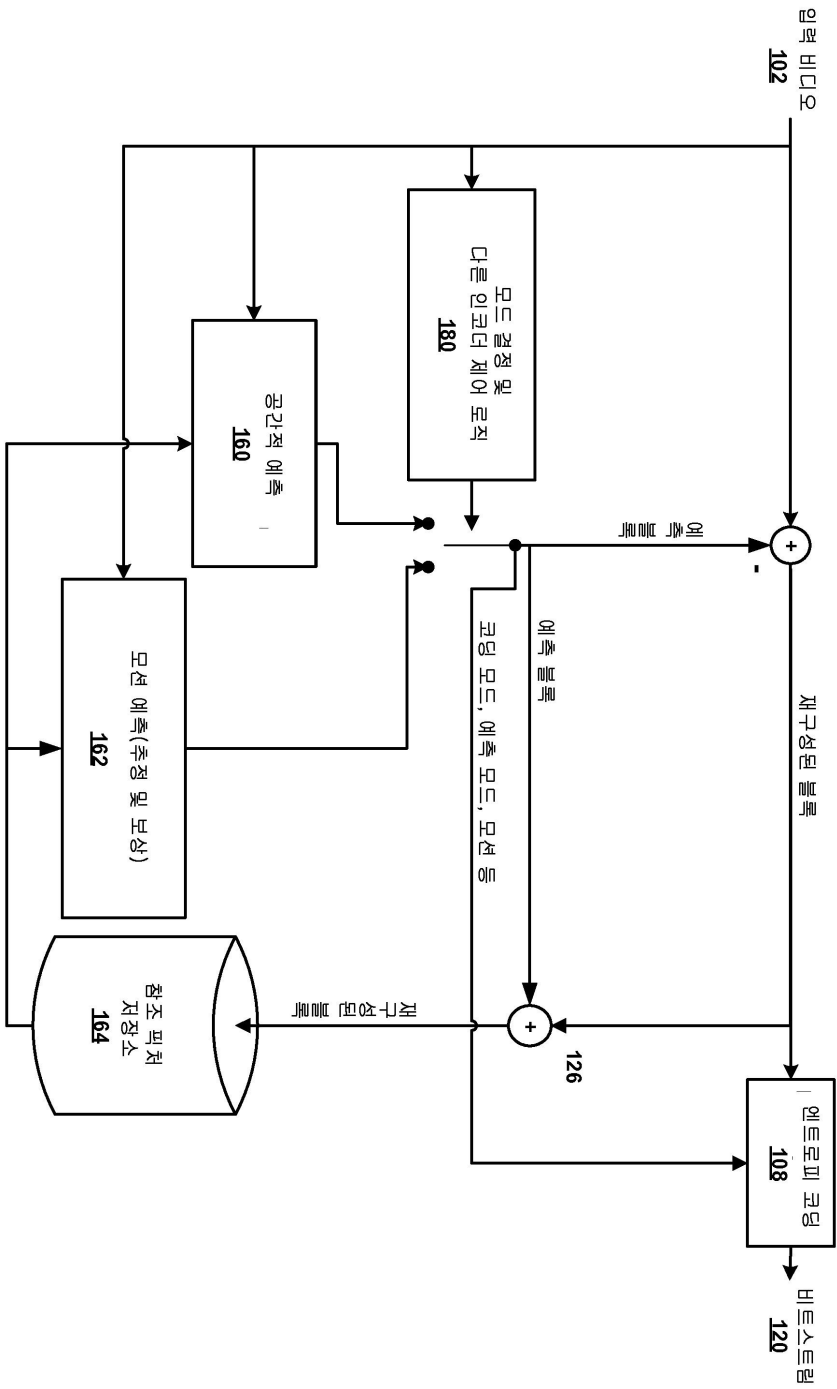 입력 비디오
102
모드 결정 및
다른 인코더 제어 로직
180
공간적 예측
160
모션 예측(추정 및 보상)
162
예측 블록
+
-
예측 블록
코딩 모드, 예측 모드, 모션 등
재구성된 블록
+
126
재구성된 블록
참조 픽처
저장소
164
엔트로피 코딩
108
비트스트림
120